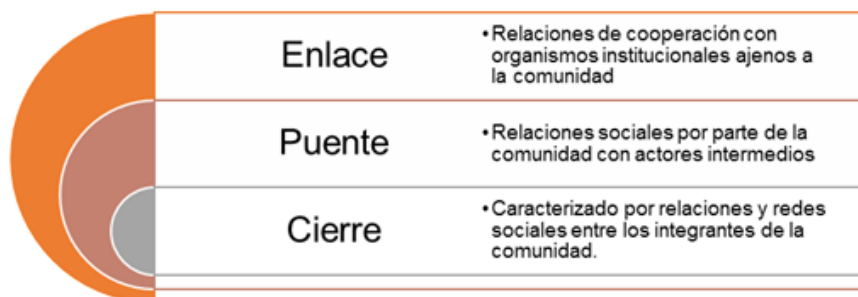 Enlace
•Relaciones de cooperación con
organismos institucionales ajenos a
la comunidad
Puente
•Relaciones sociales por parte de la
comunidad con actores intermedios
Cierre
•Caracterizado por relaciones y redes
sociales entre los integrantes de la
comunidad.